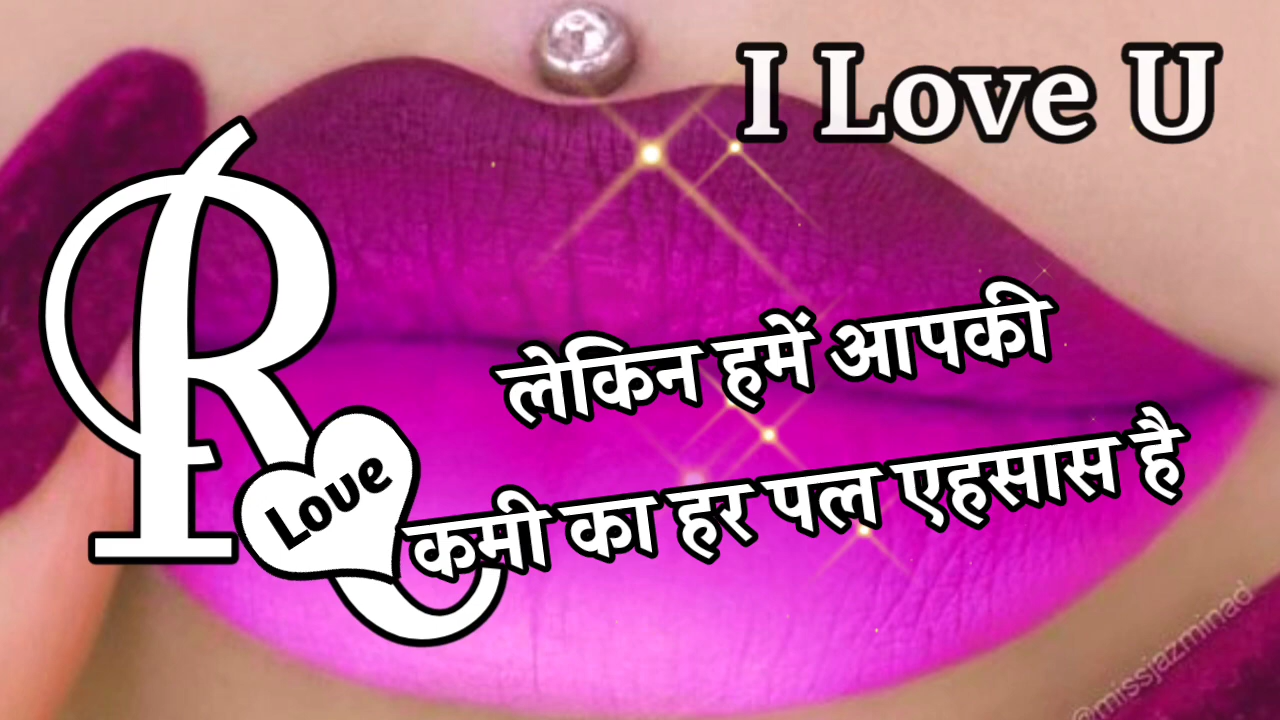 I Love U
R
Love
लेकिन हमें आपकी
कमी का हर पल एहसास है
@missjazminad